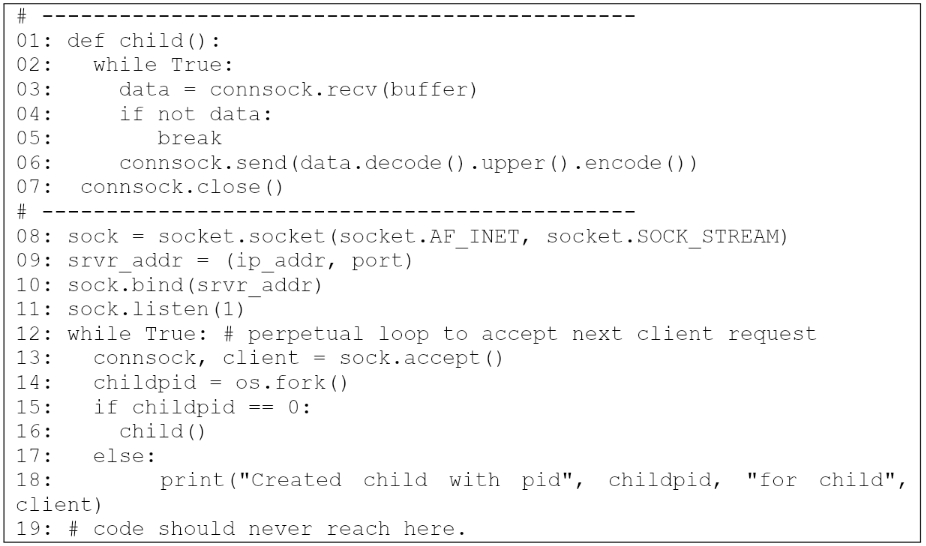 # ----------------------------------------------
01: def child():
02:   while True:
03:     data = connsock.recv(buffer)
04:     if not data:
05:        break
06:     connsock.send(data.decode().upper().encode())
07:  connsock.close()
# ----------------------------------------------
08: sock = socket.socket(socket.AF_INET, socket.SOCK_STREAM)
09: srvr_addr = (ip_addr, port)
10: sock.bind(srvr_addr)
11: sock.listen(1)
12: while True: # perpetual loop to accept next client request
13:   connsock, client = sock.accept()
14:   childpid = os.fork()
15:   if childpid == 0:
16:     child()
17:   else:
18:        print("Created child with pid", childpid, "for child",
client)
19: # code should never reach here.